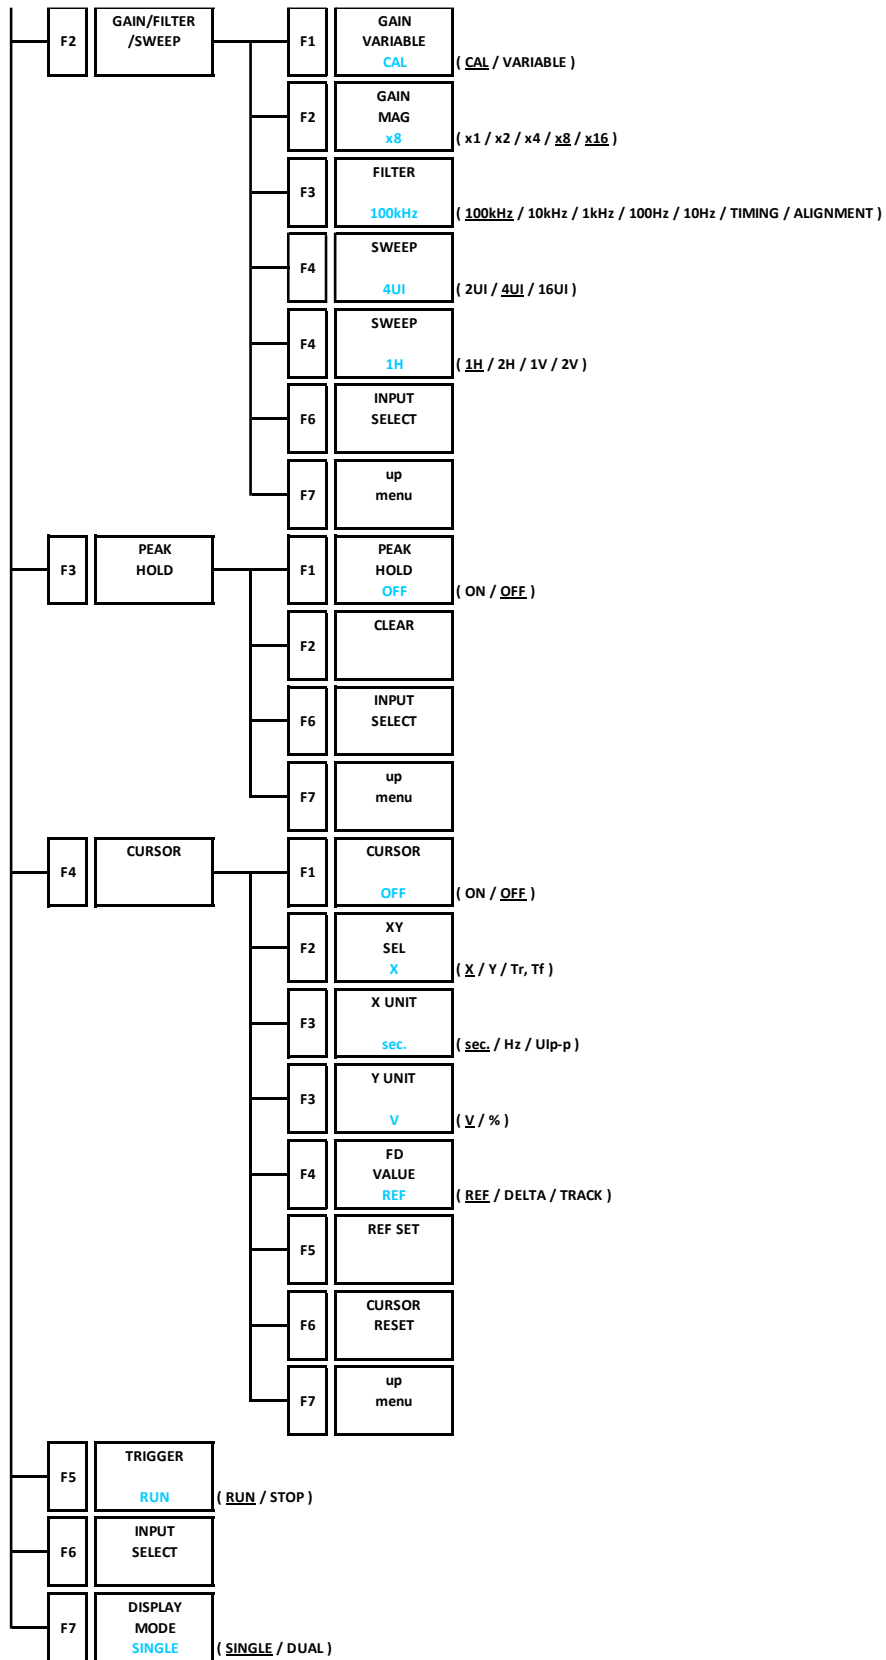 F2
GAIN/FILTER
/SWEEP
F1
GAIN
VARIABLE
CAL
( CAL / VARIABLE )
F2
GAIN
MAG
x8
( x1 / x2 / x4 / x8 / x16 )
F3
FILTER
100kHz
( 100kHz / 10kHz / 1kHz / 100Hz / 10Hz / TIMING / ALIGNMENT )
F4
SWEEP
4UI
( 2UI / 4UI / 16UI )
F4
SWEEP
1H
( 1H / 2H / 1V / 2V )
F6
INPUT
SELECT
F7
up
menu
F3
PEAK
HOLD
F1
PEAK
HOLD
OFF
( ON / OFF )
F2
CLEAR
F6
INPUT
SELECT
F7
up
menu
F4
CURSOR
F1
CURSOR
OFF
( ON / OFF )
F2
XY
SEL
X
( X / Y / Tr, Tf )
F3
X UNIT
sec.
( sec. / Hz / UIp-p )
F3
Y UNIT
V
( V / % )
F4
FD
VALUE
REF
( REF / DELTA / TRACK )
F5
REF SET
F6
CURSOR
RESET
F7
up
menu
F5
TRIGGER
RUN
( RUN / STOP )
F6
INPUT
SELECT
F7
DISPLAY
MODE
SINGLE
( SINGLE / DUAL )